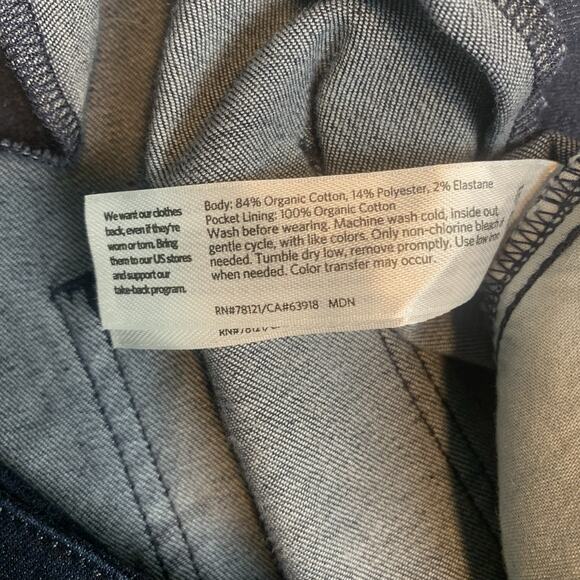 We want our clothes
back, even if they're
worn or torn. Bring
them to our US stores
and support our
take-back program.
Body: 84% Organic Cotton, 14% Polyester, 2% Elastane
Pocket Lining: 100% Organic Cotton
Wash before wearing. Machine wash cold, inside out,
gentle cycle, with like colors. Only non-chlorine bleach if
needed. Tumble dry low, remove promptly. Use low iron
when needed. Color transfer may occur.
RN#78121/CA#63918 MDN